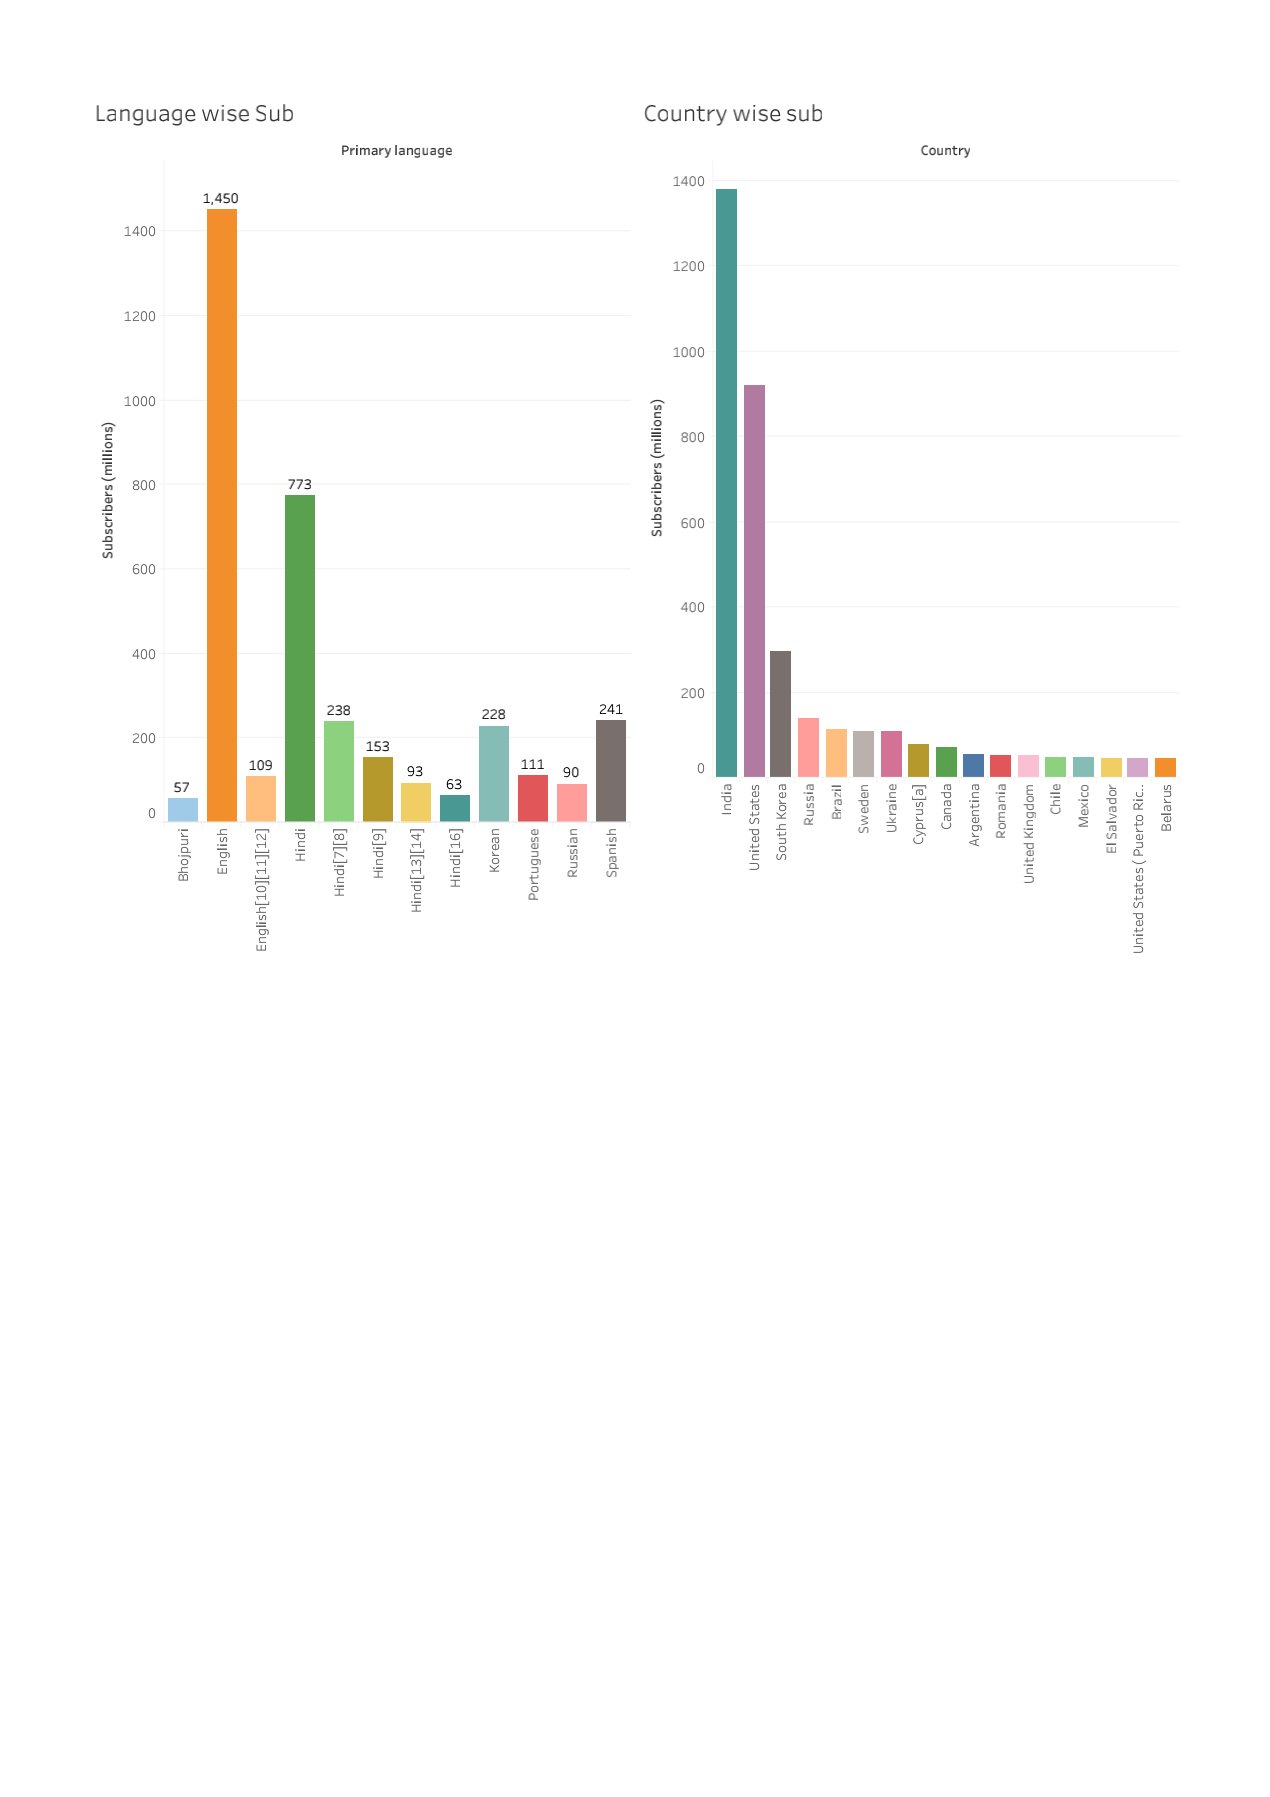 Language wise Sub
Primary language
Subscribers (millions)
1400
1200
1000
800
600
400
200
0
57
1,450
109
773
238
153
93
63
228
111
90
241
Bhojpuri
English
English[10][11][12]
Hindi
Hindi[7][8]
Hindi[9]
Hindi[13][14]
Hindi[16]
Korean
Portuguese
Russian
Spanish
Country wise sub
Country
Subscribers (millions)
1400
1200
1000
800
600
400
200
0
India
United States
South Korea
Russia
Brazil
Sweden
Ukraine
Cyprus[a]
Canada
Argentina
Romania
United Kingdom
Chile
Mexico
El Salvador
United States ( Puerto Ric..
Belarus